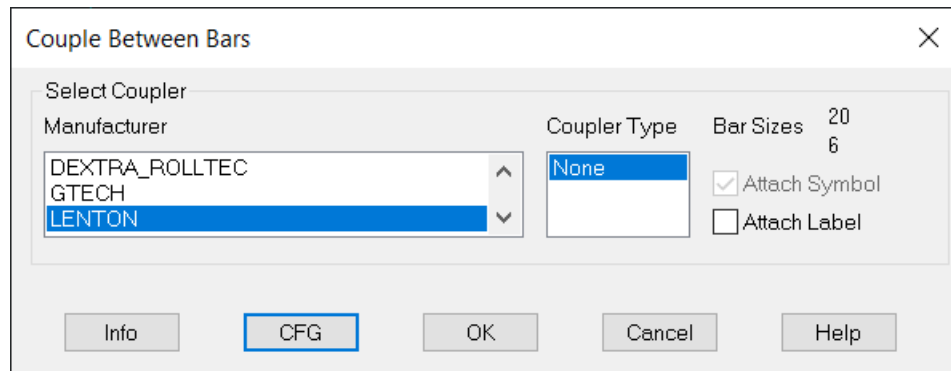 Couple Between Bars
Select Coupler
Manufacturer
DEXTRA_ROLLTEC
GTECH
LENTON
Coupler Type
None
Bar Sizes
20
6
Attach Symbol
Attach Label
Info
CFG
OK
Cancel
Help